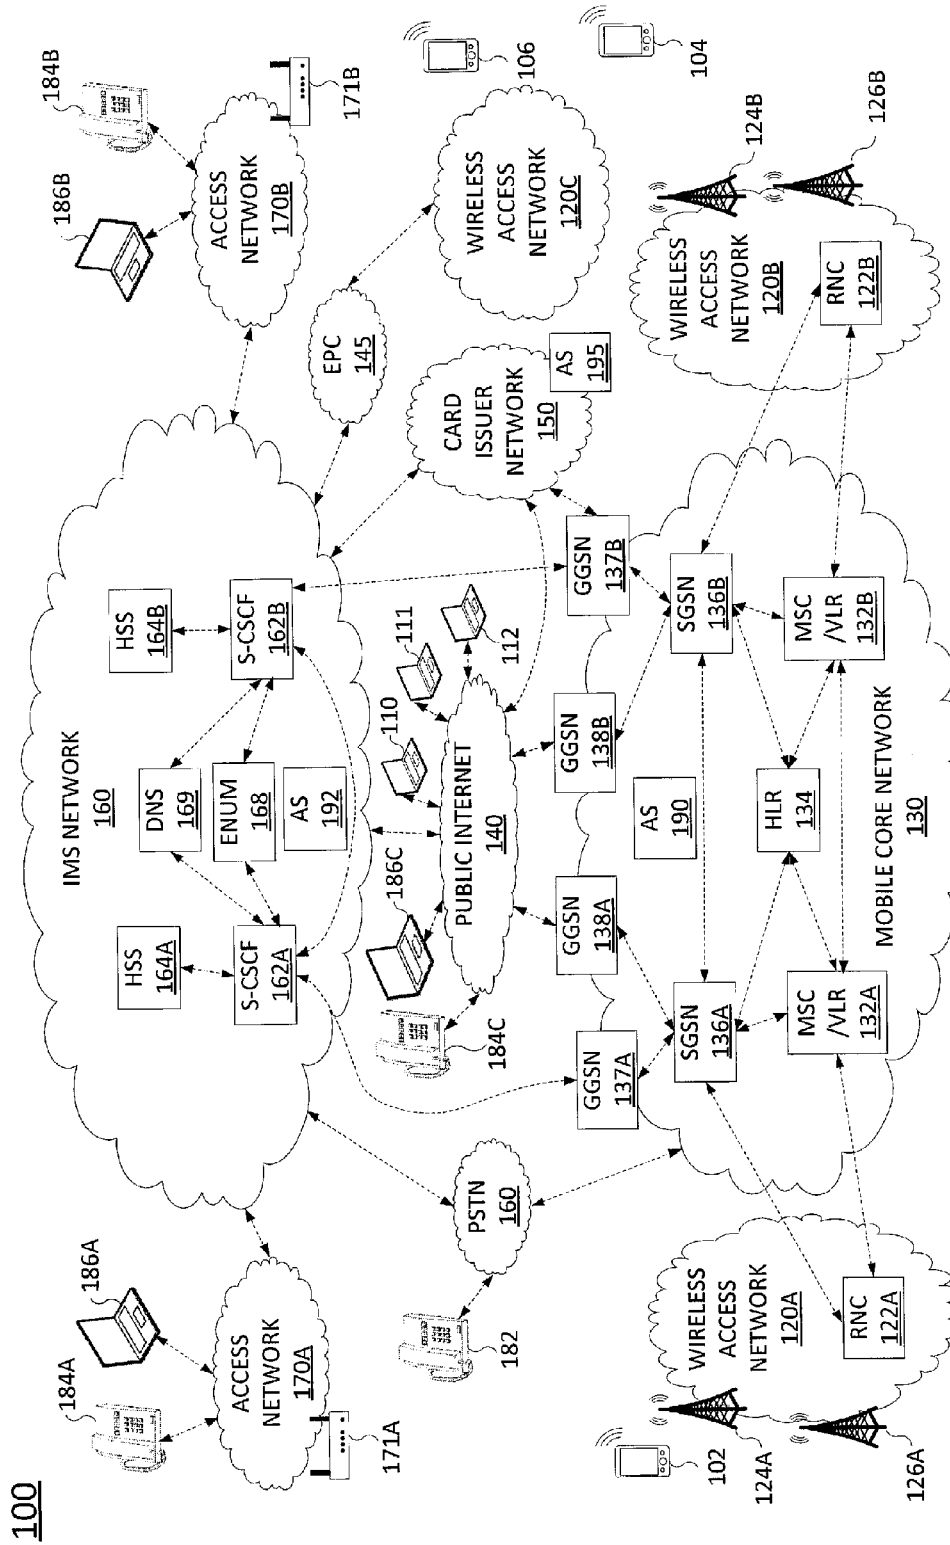 100
184A
186A
ACCESS
NETWORK
170A
171A
IMS NETWORK
160
HSS
164A
S-CSCF
162A
DNS
169
ENUM
168
AS
192
HSS
164B
S-CSCF
162B
186B
184B
ACCESS
NETWORK
170B
171B
EPC
145
182
PSTN
160
184C
186C
PUBLIC INTERNET
140
110
111
112
CARD
ISSUER
NETWORK
150
AS
195
WIRELESS
ACCESS
NETWORK
120C
106
104
102
124A
126A
WIRELESS
ACCESS
NETWORK
120A
RNC
122A
GGSN
137A
GGSN
138A
GGSN
138B
GGSN
137B
SGSN
136A
AS
190
SGSN
136B
MSC
/VLR
132A
HLR
134
MSC
/VLR
132B
MOBILE CORE NETWORK
130
WIRELESS
ACCESS
NETWORK
120B
RNC
122B
124B
126B